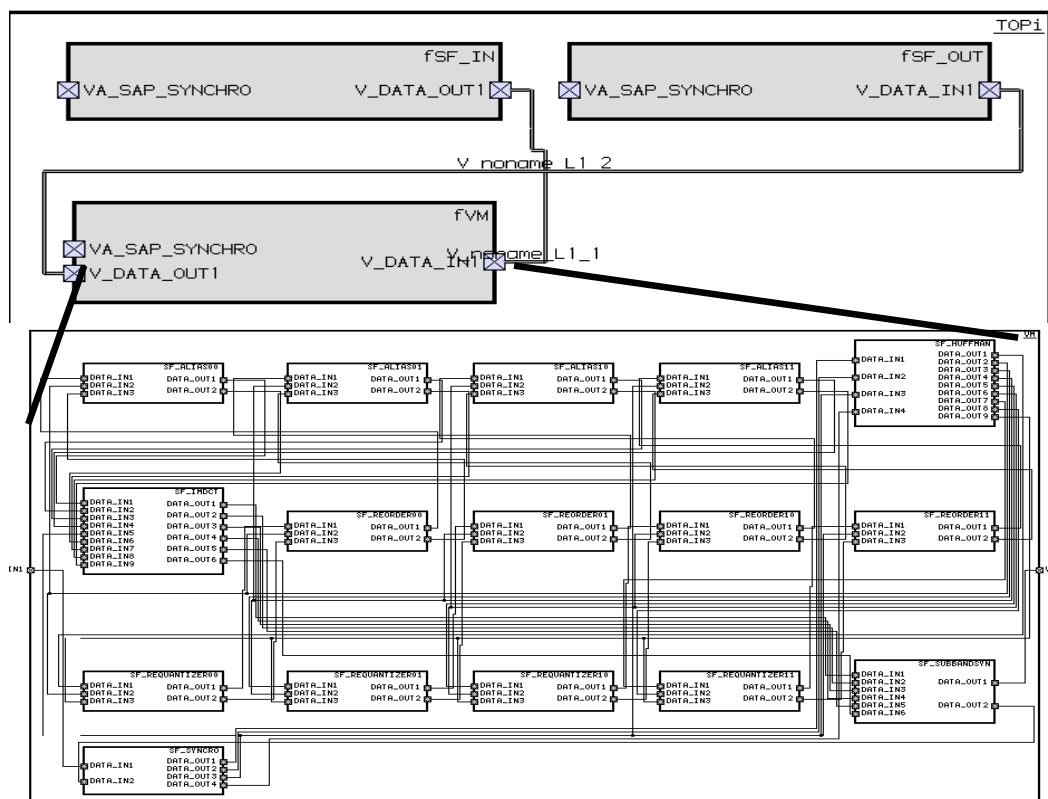 TOPi
fSF_IN
VA_SAP_SYNCHRO
V_DATA_OUT1
fSF_OUT
VA_SAP_SYNCHRO
V_DATA_IN1
V_noname_L1_2
fVM
VA_SAP_SYNCHRO
V_noname_L1_1
V_DATA_IN1
V_DATA_OUT1
VM
SF_ALIAS00
DATA_IN1 DATA_OUT1
DATA_IN2 DATA_OUT2
DATA_IN3
SF_ALIAS01
DATA_IN1 DATA_OUT1
DATA_IN2 DATA_OUT2
DATA_IN3
SF_ALIAS10
DATA_IN1 DATA_OUT1
DATA_IN2 DATA_OUT2
DATA_IN3
SF_ALIAS11
DATA_IN1 DATA_OUT1
DATA_IN2 DATA_OUT2
DATA_IN3
SF_HUFFMAN
DATA_IN1
DATA_IN2
DATA_IN3
DATA_IN4
DATA_OUT1
DATA_OUT2
DATA_OUT3
DATA_OUT4
DATA_OUT5
DATA_OUT6
DATA_OUT7
DATA_OUT8
DATA_OUT9
SF_IMDCT
DATA_IN1
DATA_IN2
DATA_IN3
DATA_IN4
DATA_IN5
DATA_IN6
DATA_IN7
DATA_IN8
DATA_IN9
DATA_OUT1
DATA_OUT2
DATA_OUT3
DATA_OUT4
DATA_OUT5
DATA_OUT6
SF_REORDER00
DATA_IN1 DATA_OUT1
DATA_IN2 DATA_OUT2
DATA_IN3
SF_REORDER01
DATA_IN1 DATA_OUT1
DATA_IN2 DATA_OUT2
DATA_IN3
SF_REORDER10
DATA_IN1 DATA_OUT1
DATA_IN2 DATA_OUT2
DATA_IN3
SF_REORDER11
DATA_IN1 DATA_OUT1
DATA_IN2 DATA_OUT2
DATA_IN3
IN1
SF_REQUANTIZER00
DATA_IN1 DATA_OUT1
DATA_IN2 DATA_OUT2
DATA_IN3
SF_REQUANTIZER01
DATA_IN1 DATA_OUT1
DATA_IN2 DATA_OUT2
DATA_IN3
SF_REQUANTIZER10
DATA_IN1 DATA_OUT1
DATA_IN2 DATA_OUT2
DATA_IN3
SF_REQUANTIZER11
DATA_IN1 DATA_OUT1
DATA_IN2 DATA_OUT2
DATA_IN3
SF_SUBBANDSYN
DATA_IN1
DATA_IN2
DATA_IN3
DATA_IN4
DATA_IN5
DATA_IN6
DATA_OUT1
DATA_OUT2
SF_SYNCRO
DATA_IN1
DATA_IN2
DATA_OUT1
DATA_OUT2
DATA_OUT3
DATA_OUT4